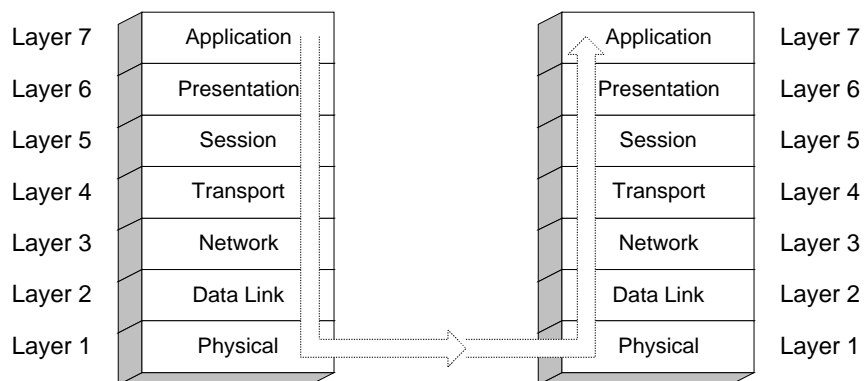 Layer 7 Application Application Layer 7
Layer 6 Presentation Presentation Layer 6
Layer 5 Session Session Layer 5
Layer 4 Transport Transport Layer 4
Layer 3 Network Network Layer 3
Layer 2 Data Link Data Link Layer 2
Layer 1 Physical Physical Layer 1